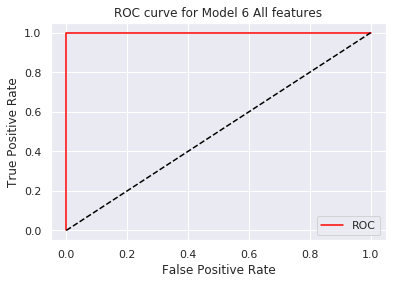 ROC curve for Model 6 All features
True Positive Rate
1.0
0.8
0.6
0.4
0.2
0.0
ROC
0.0 0.2 0.4 0.6 0.8 1.0
False Positive Rate